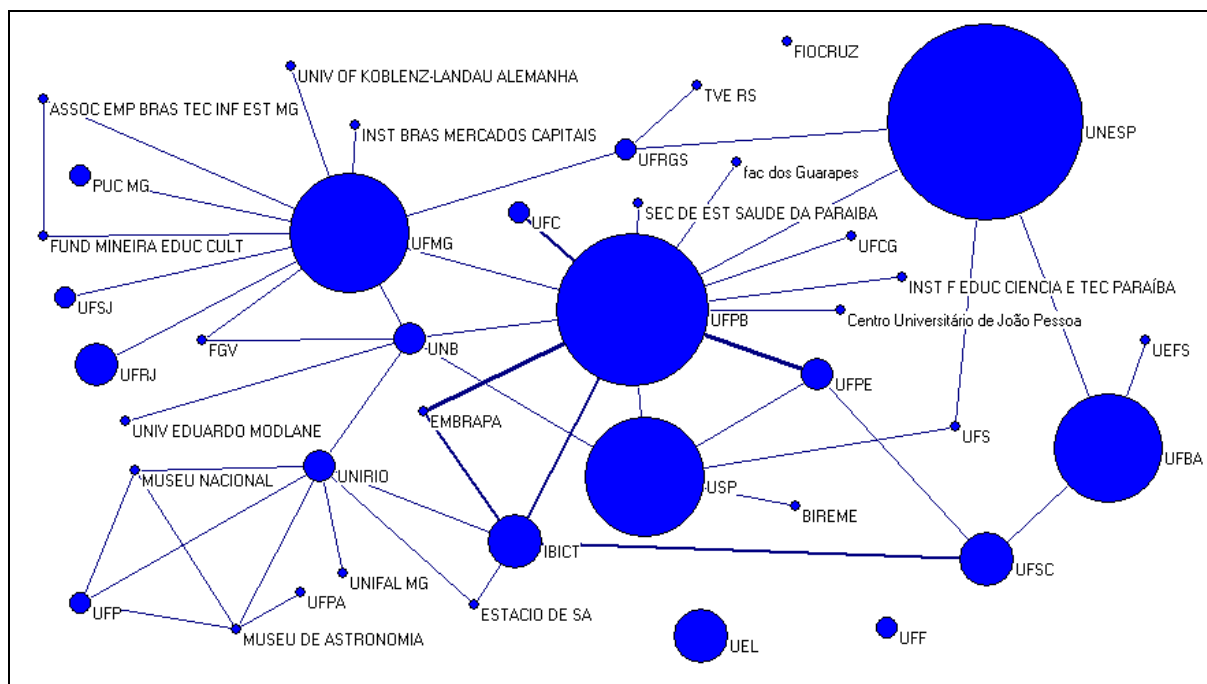 FIOCRUZ
UNIV OF KOBLENZ-LANDAU ALEMANHA
TVE RS
ASSOC EMP BRAS TEC INF EST MG
INST BRAS MERCADOS CAPITAIS
UNESP
UFRGS
fac dos Guarapes
PUC MG
SEC DE EST SAUDE DA PARAIBA
UFC
UFCG
FUND MINEIRA EDUC CULT
UFMG
INST F EDUC CIENCIA E TEC PARAÍBA
UFSJ
UFPB
Centro Universitário de João Pessoa
FGV
UNB
UEFS
UFRJ
UFPE
EMBRAPA
UNIV EDUARDO MODLANE
UFS
UFBA
MUSEU NACIONAL
UNIRIO
USP
BIREME
IBICT
UFSC
UNIFAL MG
UFPA
UFP
ESTACIO DE SA
MUSEU DE ASTRONOMIA
UEL
UFF